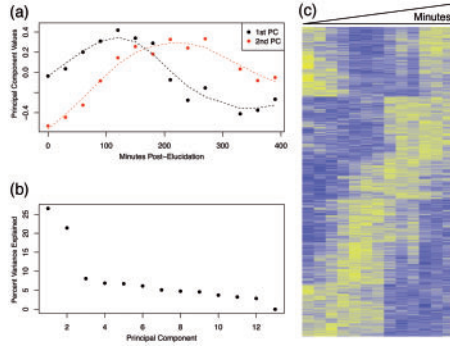 (a)
1st PC
2nd PC
Principal Component Values
0.4
0.2
0.0
-0.4
0
100
200
300
400
Minutes Post-Elucidation
(b)
Percent Variance Explained
25
20
15
10
5
0
2
4
6
8
10
12
Principal Component
(c)
Minutes